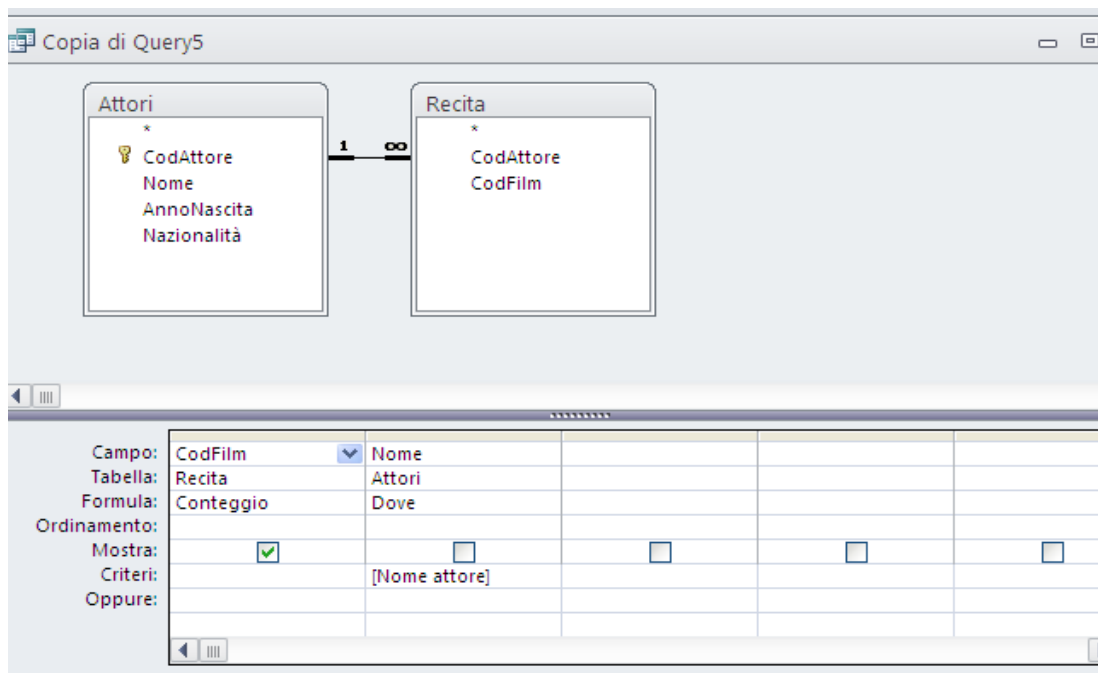 Copia di Query5
Attori
*
CodAttore
Nome
AnnoNascita
Nazionalità
1 ∞
Recita
*
CodAttore
CodFilm
Campo: CodFilm Nome
Tabella: Recita Attori
Formula: Conteggio Dove
Ordinamento:
Mostra:
Criteri: [Nome attore]
Oppure: